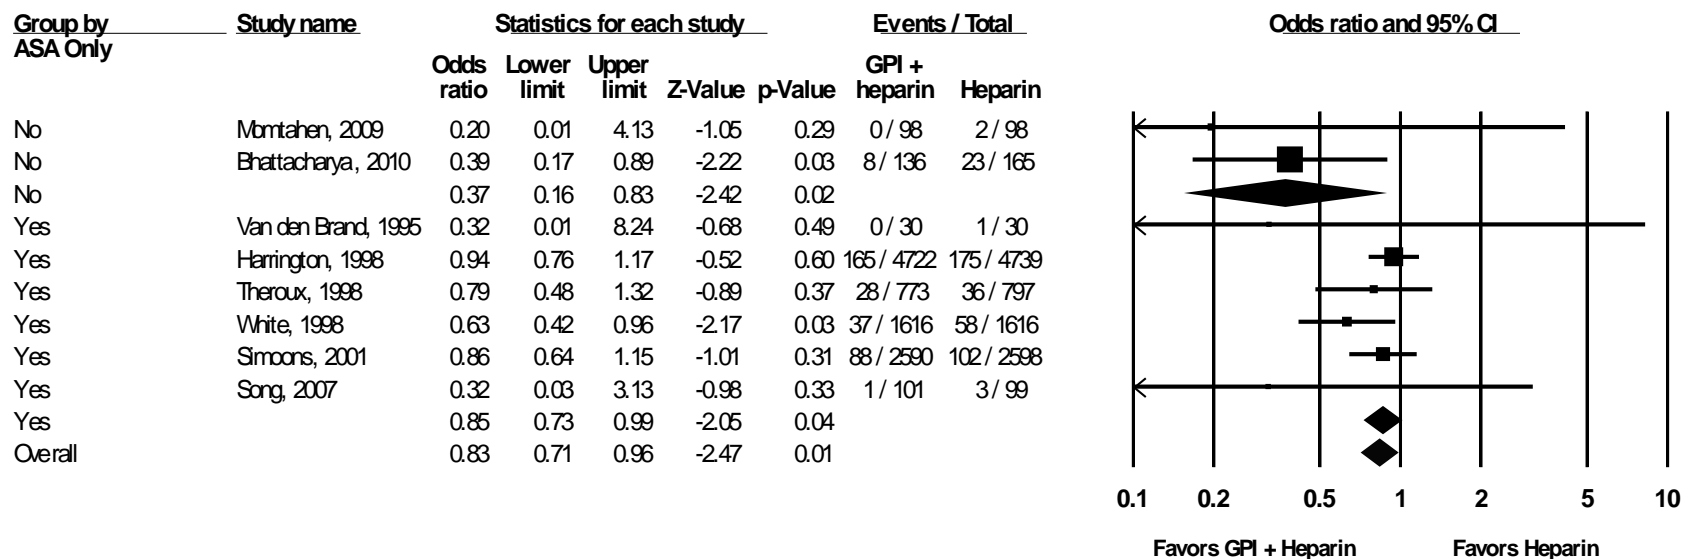 Group by Study name Statistics for each study Events / Total Odds ratio and 95% CI
ASA Only
Odds Lower Upper GPI +
ratio limit limit Z-Value p-Value heparin Heparin
No Momtahen, 2009 0.20 0.01 4.13 -1.05 0.29 0 / 98 2 / 98
No Bhattacharya, 2010 0.39 0.17 0.89 -2.22 0.03 8 / 136 23 / 165
No 0.37 0.16 0.83 -2.42 0.02
Yes Van den Brand, 1995 0.32 0.01 8.24 -0.68 0.49 0 / 30 1 / 30
Yes Harrington, 1998 0.94 0.76 1.17 -0.52 0.60 165 / 4722 175 / 4739
Yes Theroux, 1998 0.79 0.48 1.32 -0.89 0.37 28 / 773 36 / 797
Yes White, 1998 0.63 0.42 0.96 -2.17 0.03 37 / 1616 58 / 1616
Yes Simoons, 2001 0.86 0.64 1.15 -1.01 0.31 88 / 2590 102 / 2598
Yes Song, 2007 0.32 0.03 3.13 -0.98 0.33 1 / 101 3 / 99
Yes 0.85 0.73 0.99 -2.05 0.04
Overall 0.83 0.71 0.96 -2.47 0.01
0.1 0.2 0.5 1 2 5 10
Favors GPI + Heparin Favors Heparin